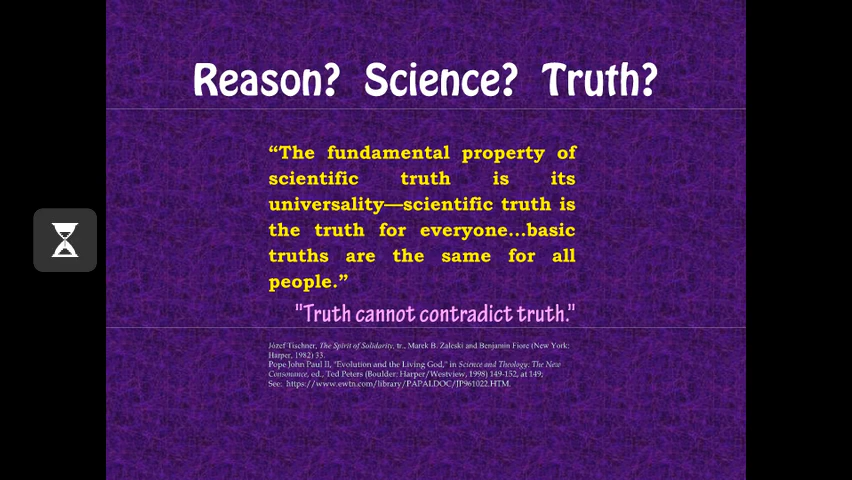 Reason? Science? Truth?
“The fundamental property of
scientific truth is its
universality—scientific truth is
the truth for everyone...basic
truths are the same for all
people.”
"Truth cannot contradict truth."
Józef Tischner, The Spirit of Solidarity, tr., Marek B. Zaleski and Benjamin Fiore (New York:
Harper, 1982) 33.
Pope John Paul II, "Evolution and the Living God," in Science and Theology: The New
Consonance, ed., Ted Peters (Boulder: Harper/Westview, 1998) 149-152, at 149;
See: https://www.ewtn.com/library/PAPALDOC/JP961022.HTM.